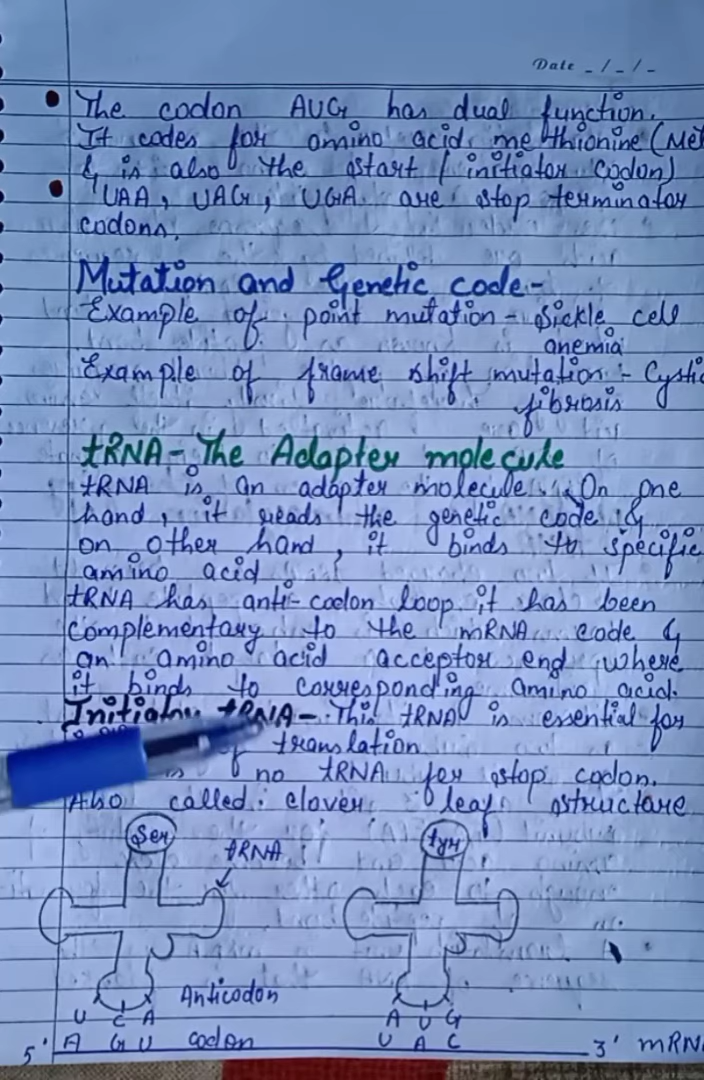 Date _/_/_
• The codon AUG has dual function.
It codes for amino acid methionine (Met
& is also the start / initiator codon)
• UAA, UAG, UGA are stop terminator
codons.
Mutation and Genetic code-
Example of point mutation - Sickle cell
anemia
Example of frame shift mutation - Cystic
fibrosis
tRNA - The Adapter molecule
tRNA is an adapter molecule. On one
hand, it reads the genetic code &
on other hand, it binds to specific
amino acid
tRNA has anti-codon loop it has been
complementary to the mRNA code &
an amino acid acceptor end where
it binds to corresponding amino acid.
Initiator tRNA - This tRNA is essential for
translation
no tRNA for stop codon.
Also called clover leaf structure
Ser tRNA tyr
Anticodon
U C A A U G
5' A G U codon U A C 3' mRN